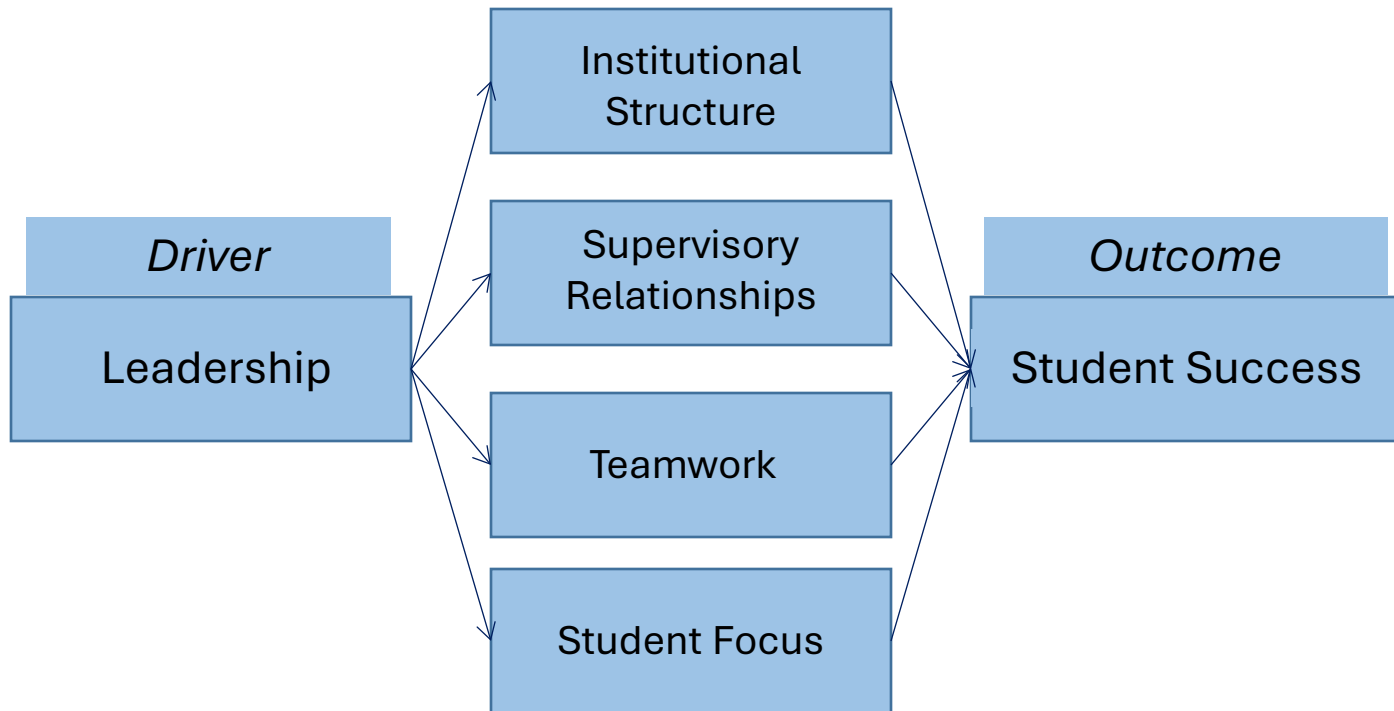 Driver
Leadership
Institutional
Structure
Supervisory
Relationships
Teamwork
Student Focus
Outcome
Student Success